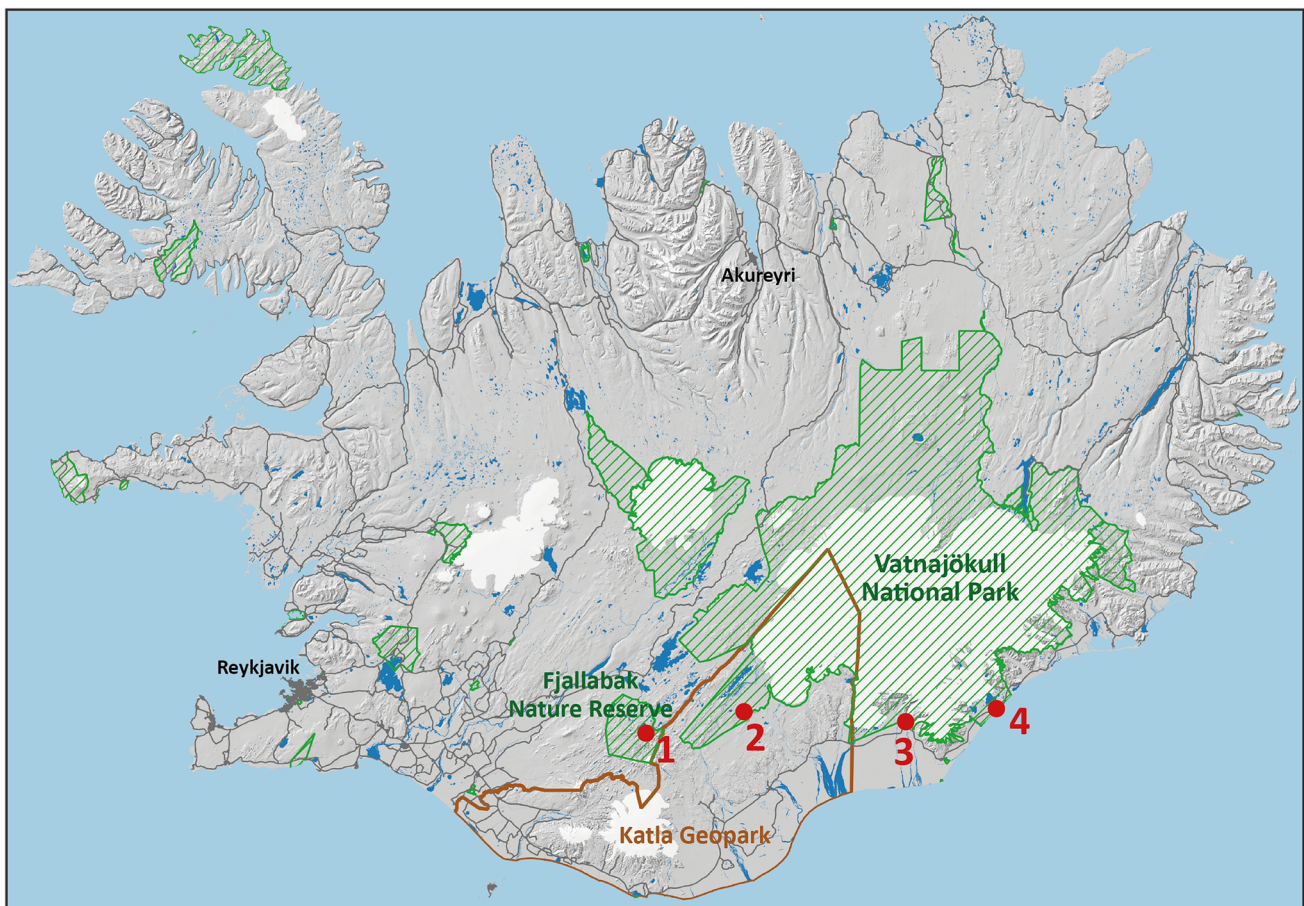 Akureyri
Vatnajökull
National Park
Reykjavik
Fjallabak
Nature Reserve
1
2
3
4
Katla Geopark